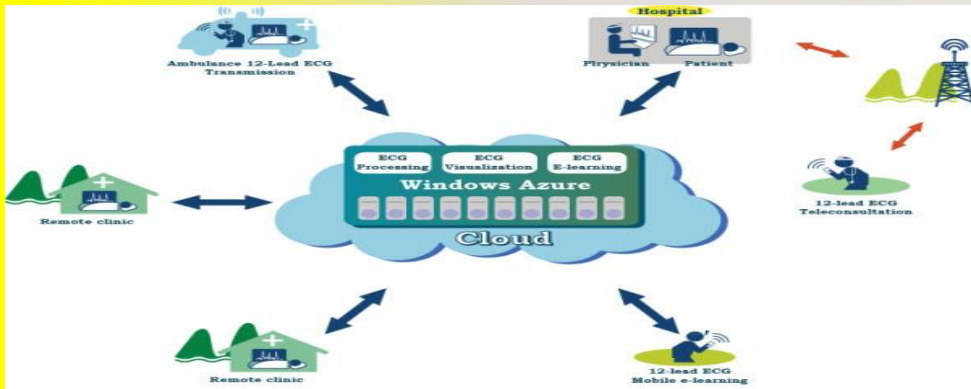 Hospital
Physician
Patient
Ambulance 12-Lead ECG
Transmission
ECG
Processing
ECG
Visualization
ECG
E-learning
Windows Azure
Cloud
Remote clinic
12-lead ECG
Teleconsultation
Remote clinic
12-lead ECG
Mobile e-learning